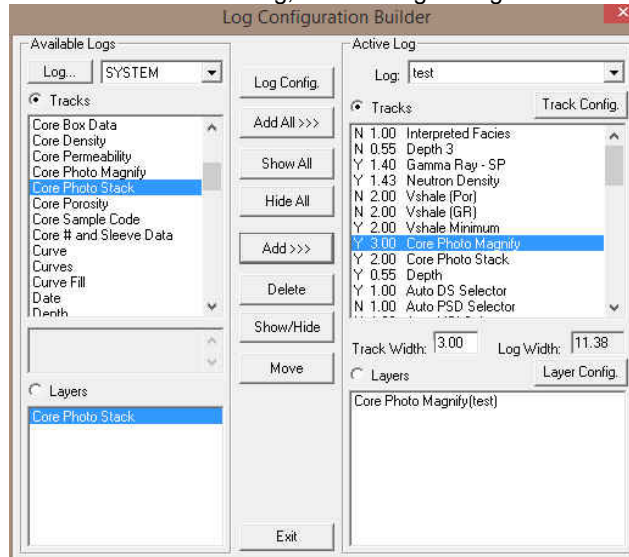 Log Configuration Builder
Available Logs
Log... SYSTEM
Tracks
Core Box Data
Core Density
Core Permeability
Core Photo Magnify
Core Photo Stack
Core Porosity
Core Sample Code
Core # and Sleeve Data
Curve
Curves
Curve Fill
Date
Depth
Layers
Core Photo Stack
Log Config.
Add All >>>
Show All
Hide All
Add >>>
Delete
Show/Hide
Move
Exit
Active Log
Log: test
Tracks Track Config.
N 1.00 Interpreted Facies
N 0.55 Depth 3
Y 1.40 Gamma Ray - SP
Y 1.43 Neutron Density
N 2.00 Vshale (Por)
N 2.00 Vshale (GR)
Y 2.00 Vshale Minimum
Y 3.00 Core Photo Magnify
Y 2.00 Core Photo Stack
Y 0.55 Depth
Y 1.00 Auto DS Selector
N 1.00 Auto PSD Selector
Track Width: 3.00 Log Width: 11.38
Layers Layer Config.
Core Photo Magnify(test)